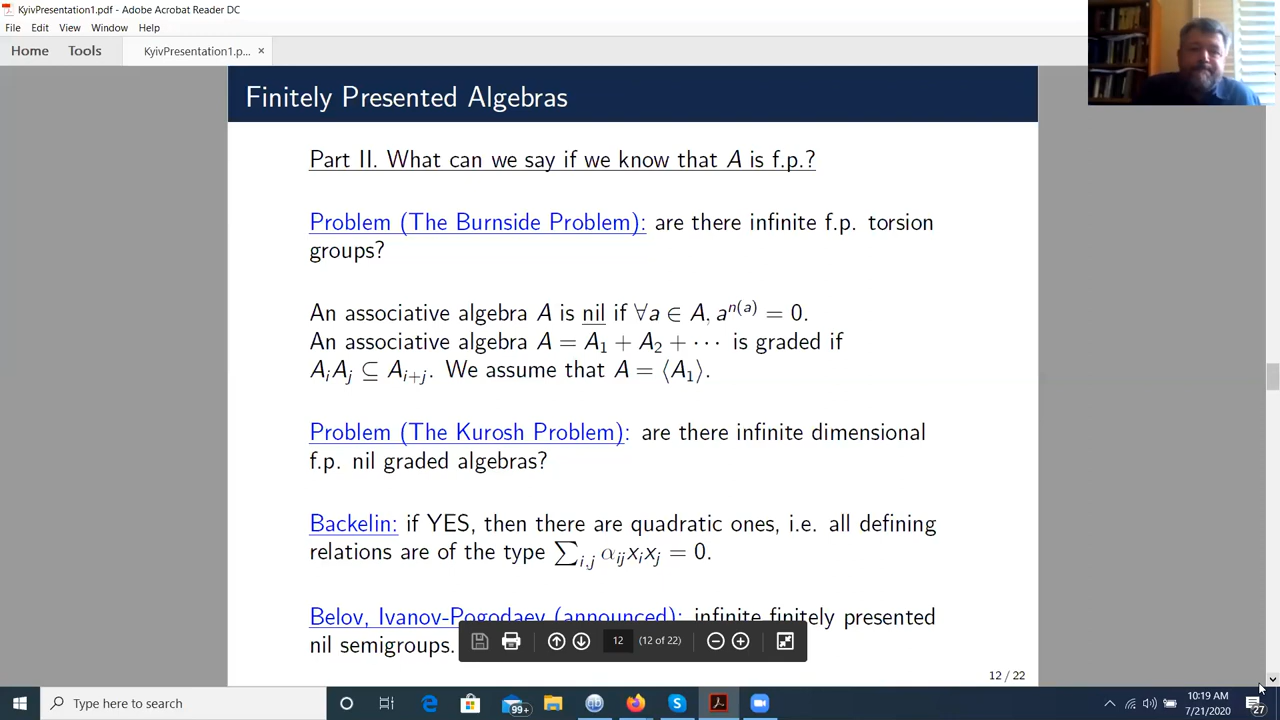 KyivPresentation1.pdf - Adobe Acrobat Reader DC
File Edit View Window Help
Home Tools KyivPresentation1.p... ×
Finitely Presented Algebras
Part II. What can we say if we know that A is f.p.?
Problem (The Burnside Problem): are there infinite f.p. torsion
groups?
An associative algebra A is nil if ∀a ∈ A, a^{n(a)} = 0.
An associative algebra A = A₁ + A₂ + ⋯ is graded if
A_iA_j ⊆ A_{i+j}. We assume that A = ⟨A₁⟩.
Problem (The Kurosh Problem): are there infinite dimensional
f.p. nil graded algebras?
Backelin: if YES, then there are quadratic ones, i.e. all defining
relations are of the type ∑_{i,j} α_{ij}x_ix_j = 0.
Belov, Ivanov-Pogodaev (announced): infinite finitely presented
nil semigroups.
12 (12 of 22)
12 / 22
Type here to search
99+
10:19 AM
7/21/2020
27